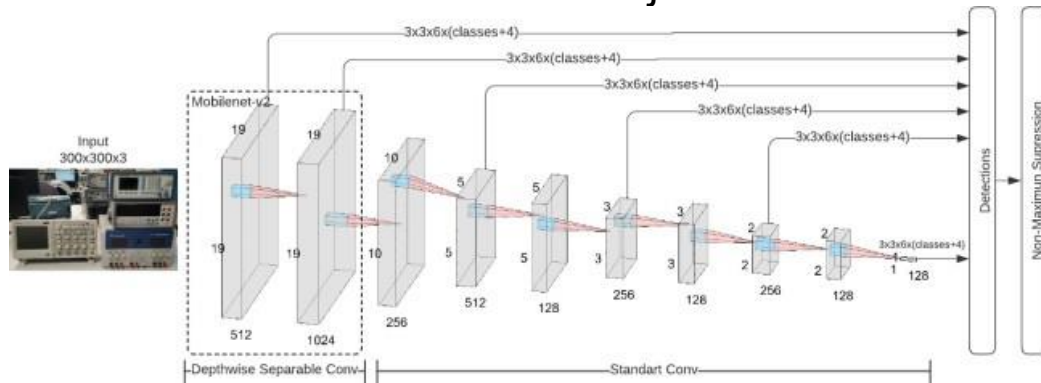 3x3x6x(classes+4)
3x3x6x(classes+4)
3x3x6x(classes+4)
3x3x6x(classes+4)
3x3x6x(classes+4)
3x3x6x(classes+4)
Mobilenet-v2
Input
300x300x3
19
19
512
19
19
1024
10
10
256
5
5
512
5
5
128
3
3
256
3
3
128
2
2
256
2
2
128
1
128
Depthwise Separable Conv
Standart Conv
Detections
Non-Maximun Supression